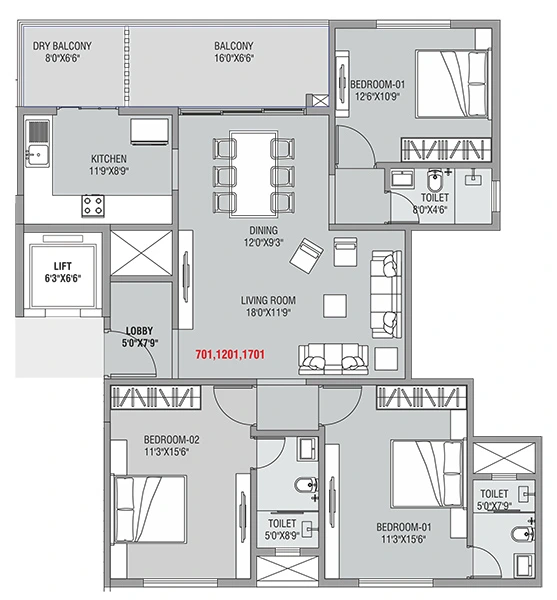 DRY BALCONY
8'0"X6'6"
BALCONY
16'0"X6'6"
BEDROOM-01
12'6"X10'9"
KITCHEN
11'9"X8'9"
TOILET
8'0"X4'6"
DINING
12'0"X9'3"
LIFT
6'3"X6'6"
LIVING ROOM
18'0"X11'9"
LOBBY
5'0"X7'9"
701,1201,1701
BEDROOM-02
11'3"X15'6"
TOILET
5'0"X8'9"
BEDROOM-01
11'3"X15'6"
TOILET
5'0"X7'9"